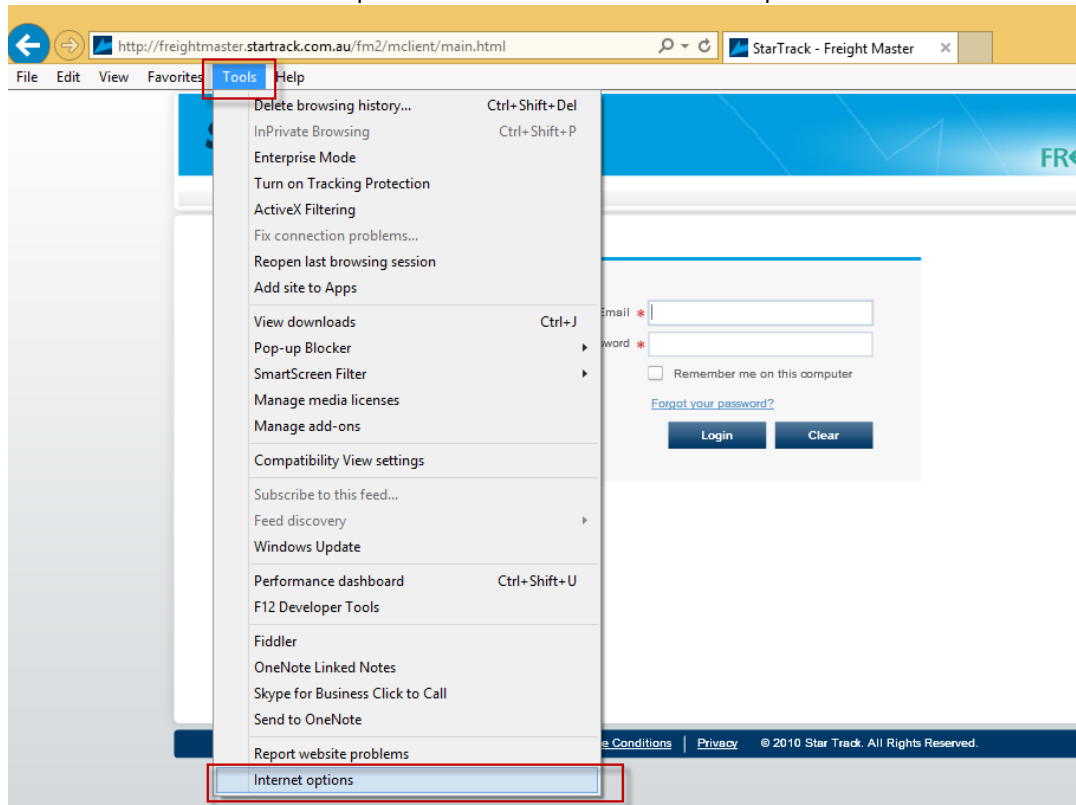 http://freightmaster.startrack.com.au/fm2/mclient/main.html
StarTrack - Freight Master
File Edit View Favorites Tools Help
Delete browsing history... Ctrl+Shift+Del
InPrivate Browsing Ctrl+Shift+P
Enterprise Mode
Turn on Tracking Protection
ActiveX Filtering
Fix connection problems...
Reopen last browsing session
Add site to Apps
View downloads Ctrl+J
Pop-up Blocker
SmartScreen Filter
Manage media licenses
Manage add-ons
Compatibility View settings
Subscribe to this feed...
Feed discovery
Windows Update
Performance dashboard Ctrl+Shift+U
F12 Developer Tools
Fiddler
OneNote Linked Notes
Skype for Business Click to Call
Send to OneNote
Report website problems
Internet options
FR
Email *
sword *
Remember me on this computer
Forgot your password?
Login Clear
e Conditions | Privacy © 2010 Star Track. All Rights Reserved.